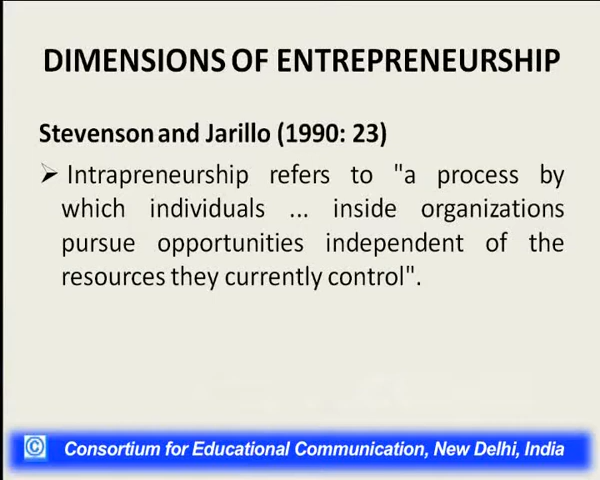 DIMENSIONS OF ENTREPRENEURSHIP
Stevenson and Jarillo (1990: 23)
➢ Intrapreneurship refers to "a process by
which individuals ... inside organizations
pursue opportunities independent of the
resources they currently control".
© Consortium for Educational Communication, New Delhi, India